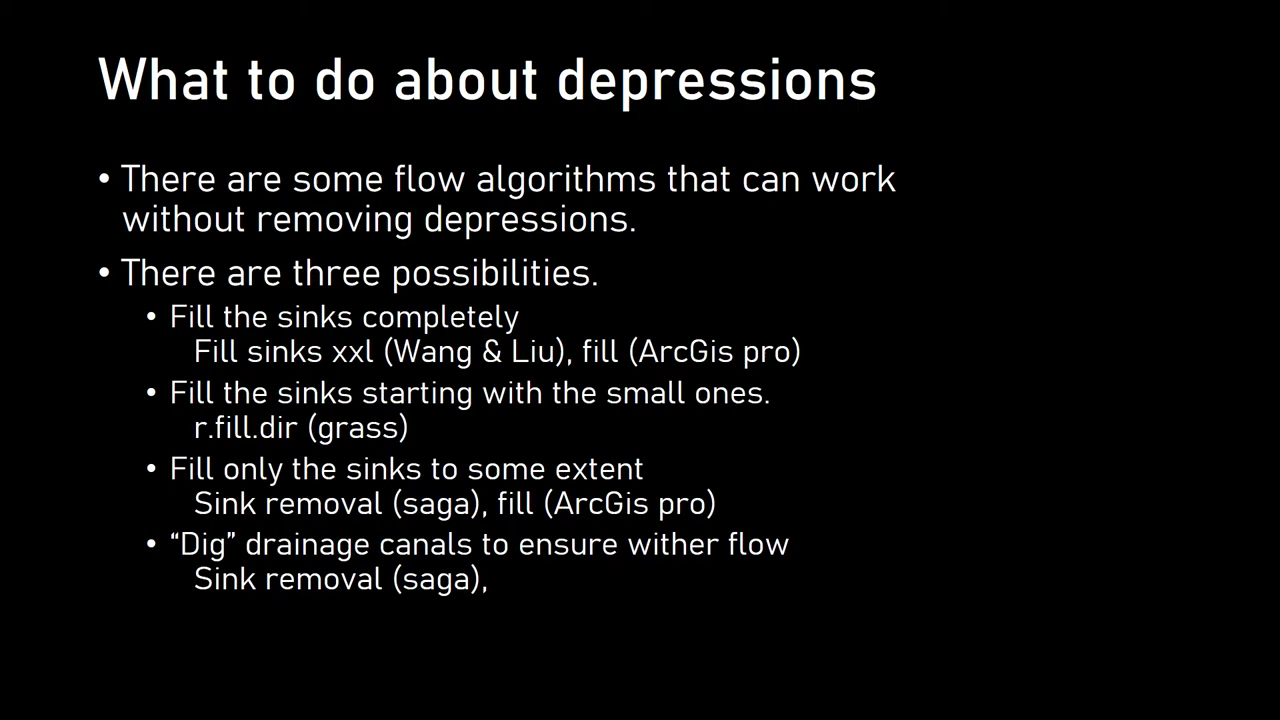 What to do about depressions
• There are some flow algorithms that can work
without removing depressions.
• There are three possibilities.
• Fill the sinks completely
Fill sinks xxl (Wang & Liu), fill (ArcGis pro)
• Fill the sinks starting with the small ones.
r.fill.dir (grass)
• Fill only the sinks to some extent
Sink removal (saga), fill (ArcGis pro)
• “Dig” drainage canals to ensure wither flow
Sink removal (saga),